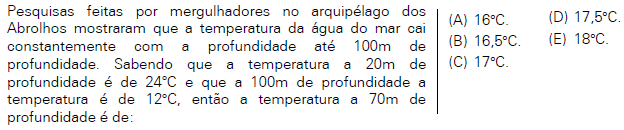 Pesquisas feitas por mergulhadores no arquipélago dos
Abrolhos mostraram que a temperatura da água do mar cai
constantemente com a profundidade até 100m de
profundidade. Sabendo que a temperatura a 20m de
profundidade é de 24°C e que a 100m de profundidade a
temperatura é de 12°C, então a temperatura a 70m de
profundidade é de:
(A) 16°C.
(B) 16,5°C.
(C) 17°C.
(D) 17,5°C.
(E) 18°C.